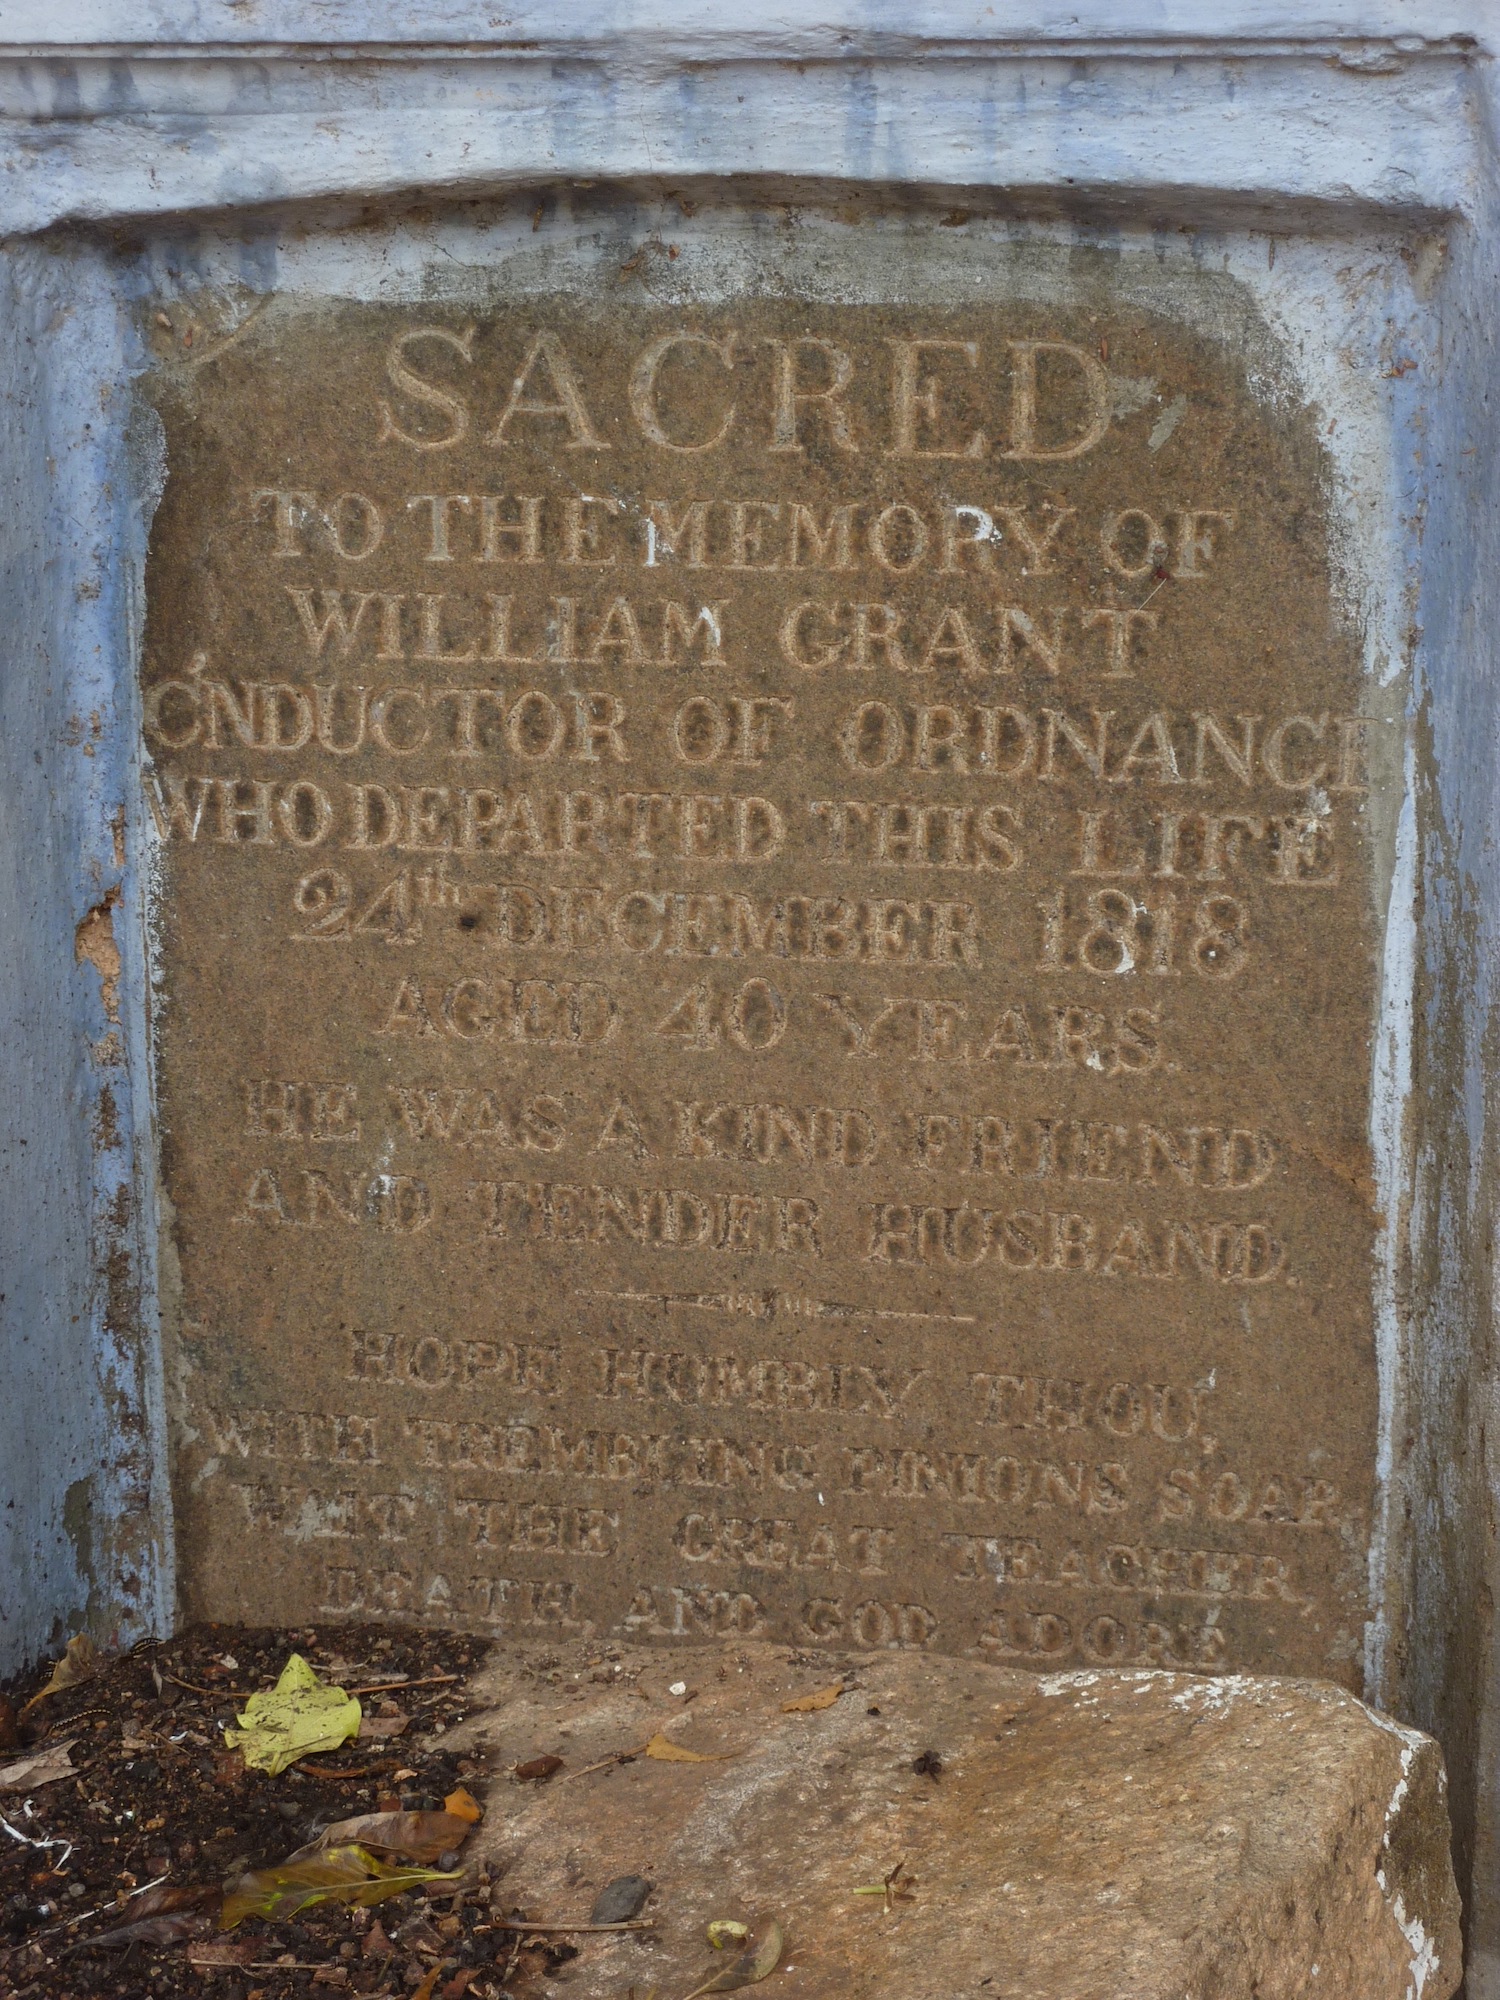 SACRED
TO THE MEMORY OF
WILLIAM GRANT
CONDUCTOR OF ORDNANCE
WHO DEPARTED THIS LIFE
24th DECEMBER 1818
AGED 40 YEARS.
HE WAS A KIND FRIEND
AND TENDER HUSBAND.
HOPE HUMBLY THOU,
WITH TREMBLING PINIONS SOAR
WAIT THE GREAT TEACHER,
DEATH, AND GOD ADORE